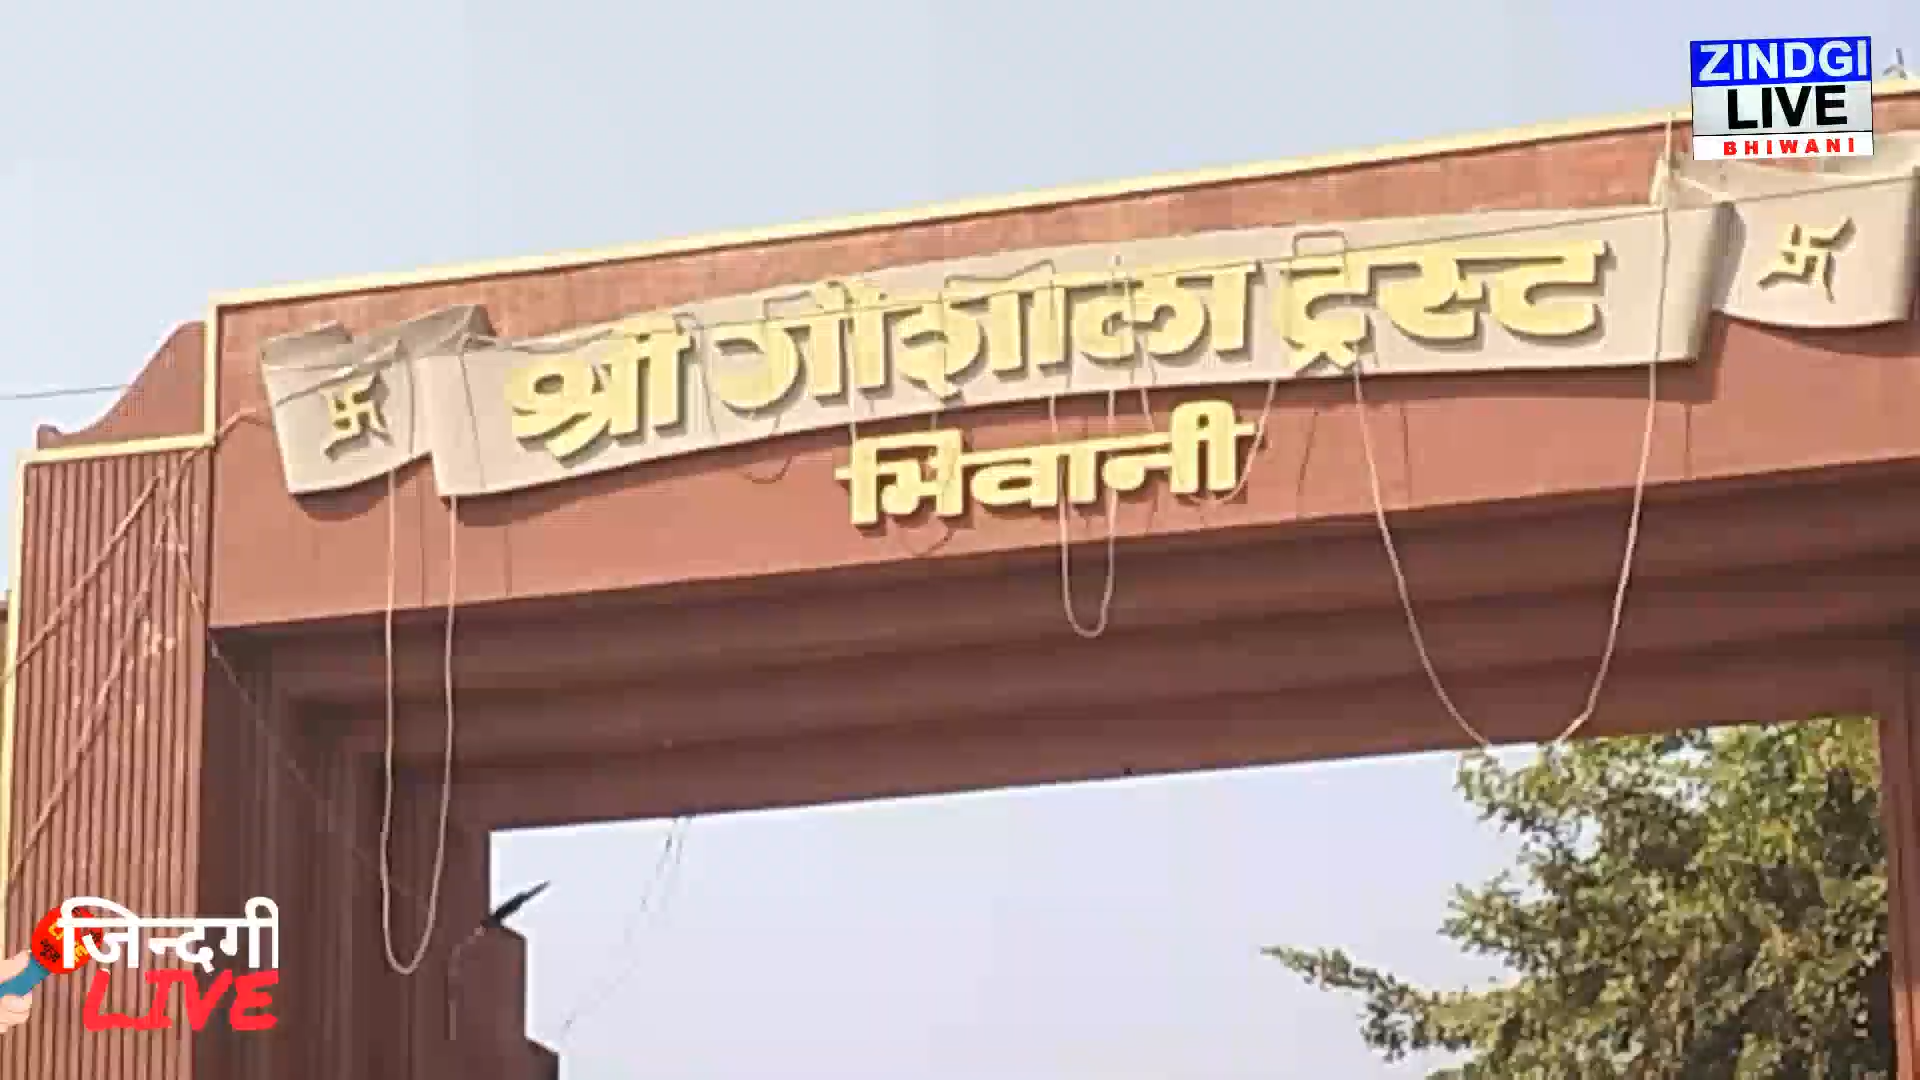 ZINDGI
LIVE
BHIWANI
श्री गौशाला ट्रस्ट
भिवानी
जिन्दगी
LIVE